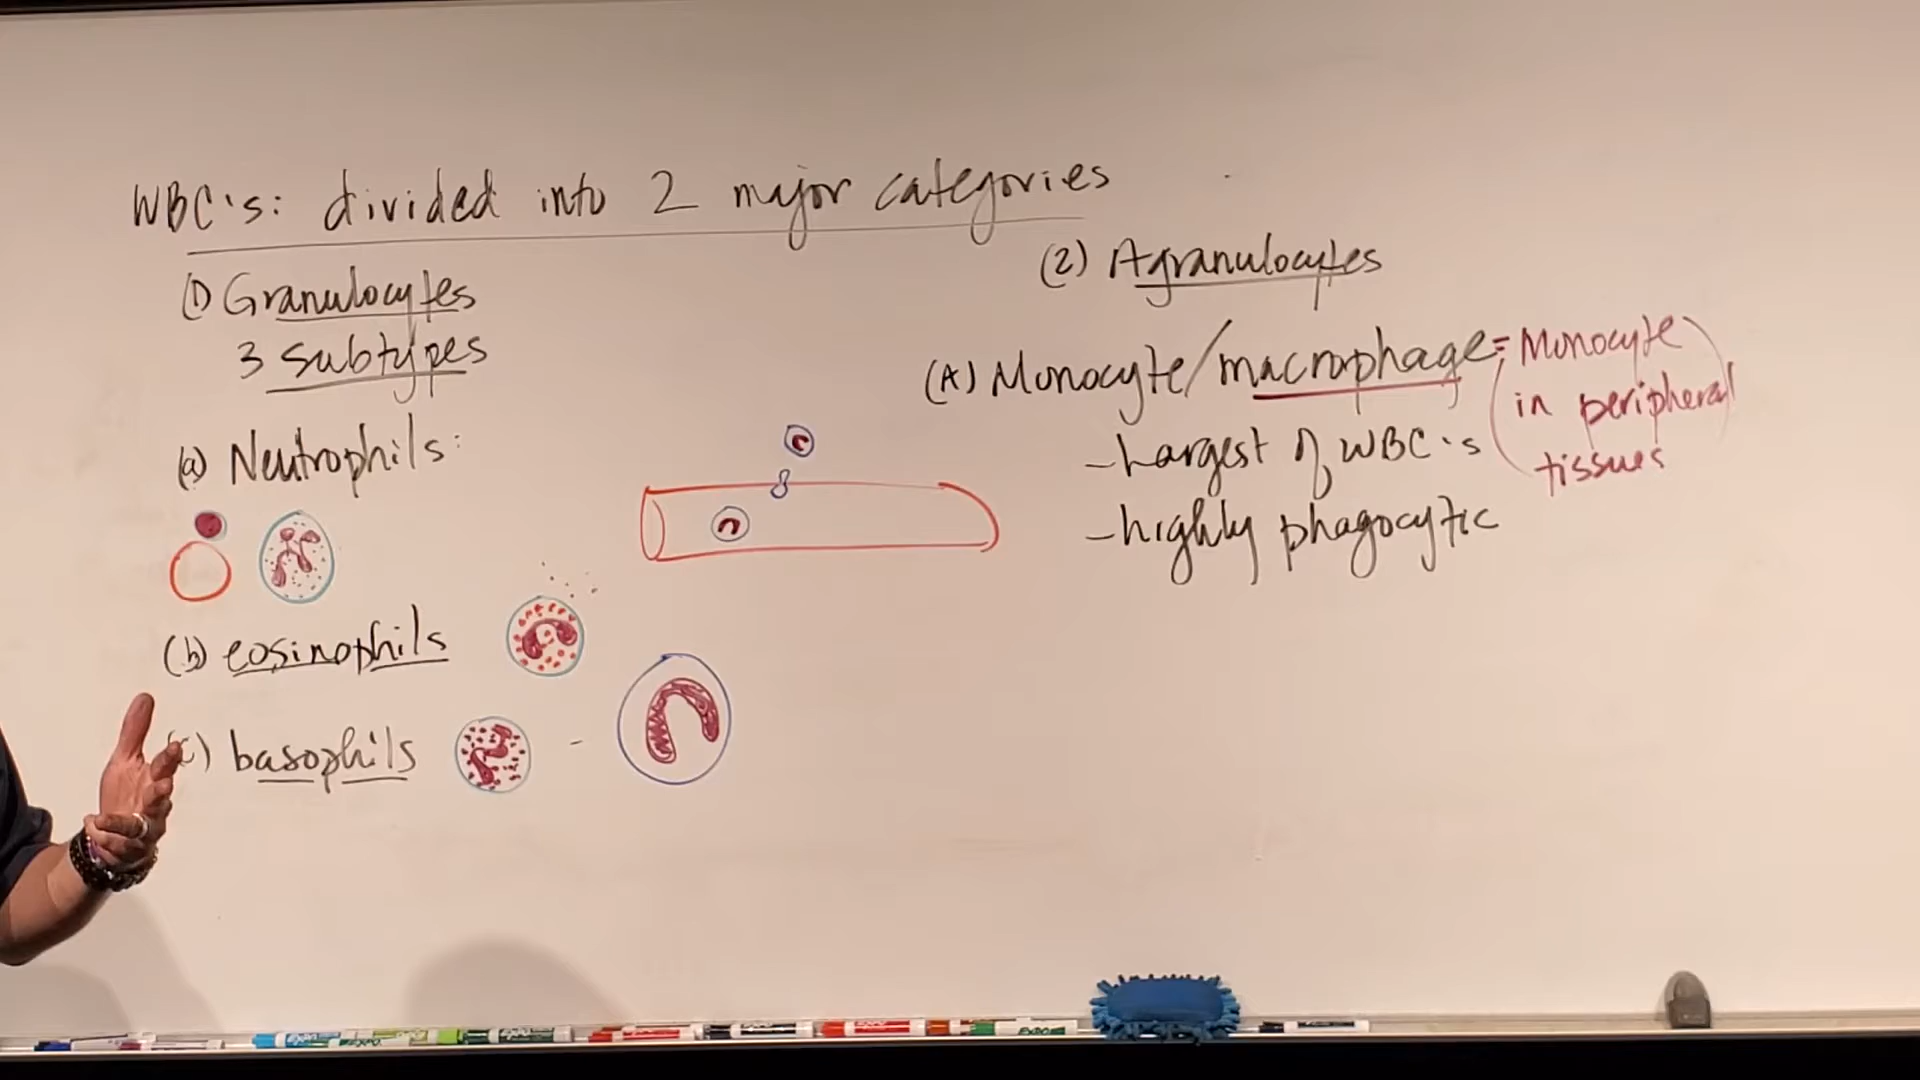 WBC's: divided into 2 major categories
(1) Granulocytes
3 subtypes
(a) Neutrophils:
(b) eosinophils
(c) basophils
(2) Agranulocytes
(A) Monocyte/macrophage = Monocyte
in peripheral
tissues
- Largest of WBC's
- highly phagocytic
EXPO